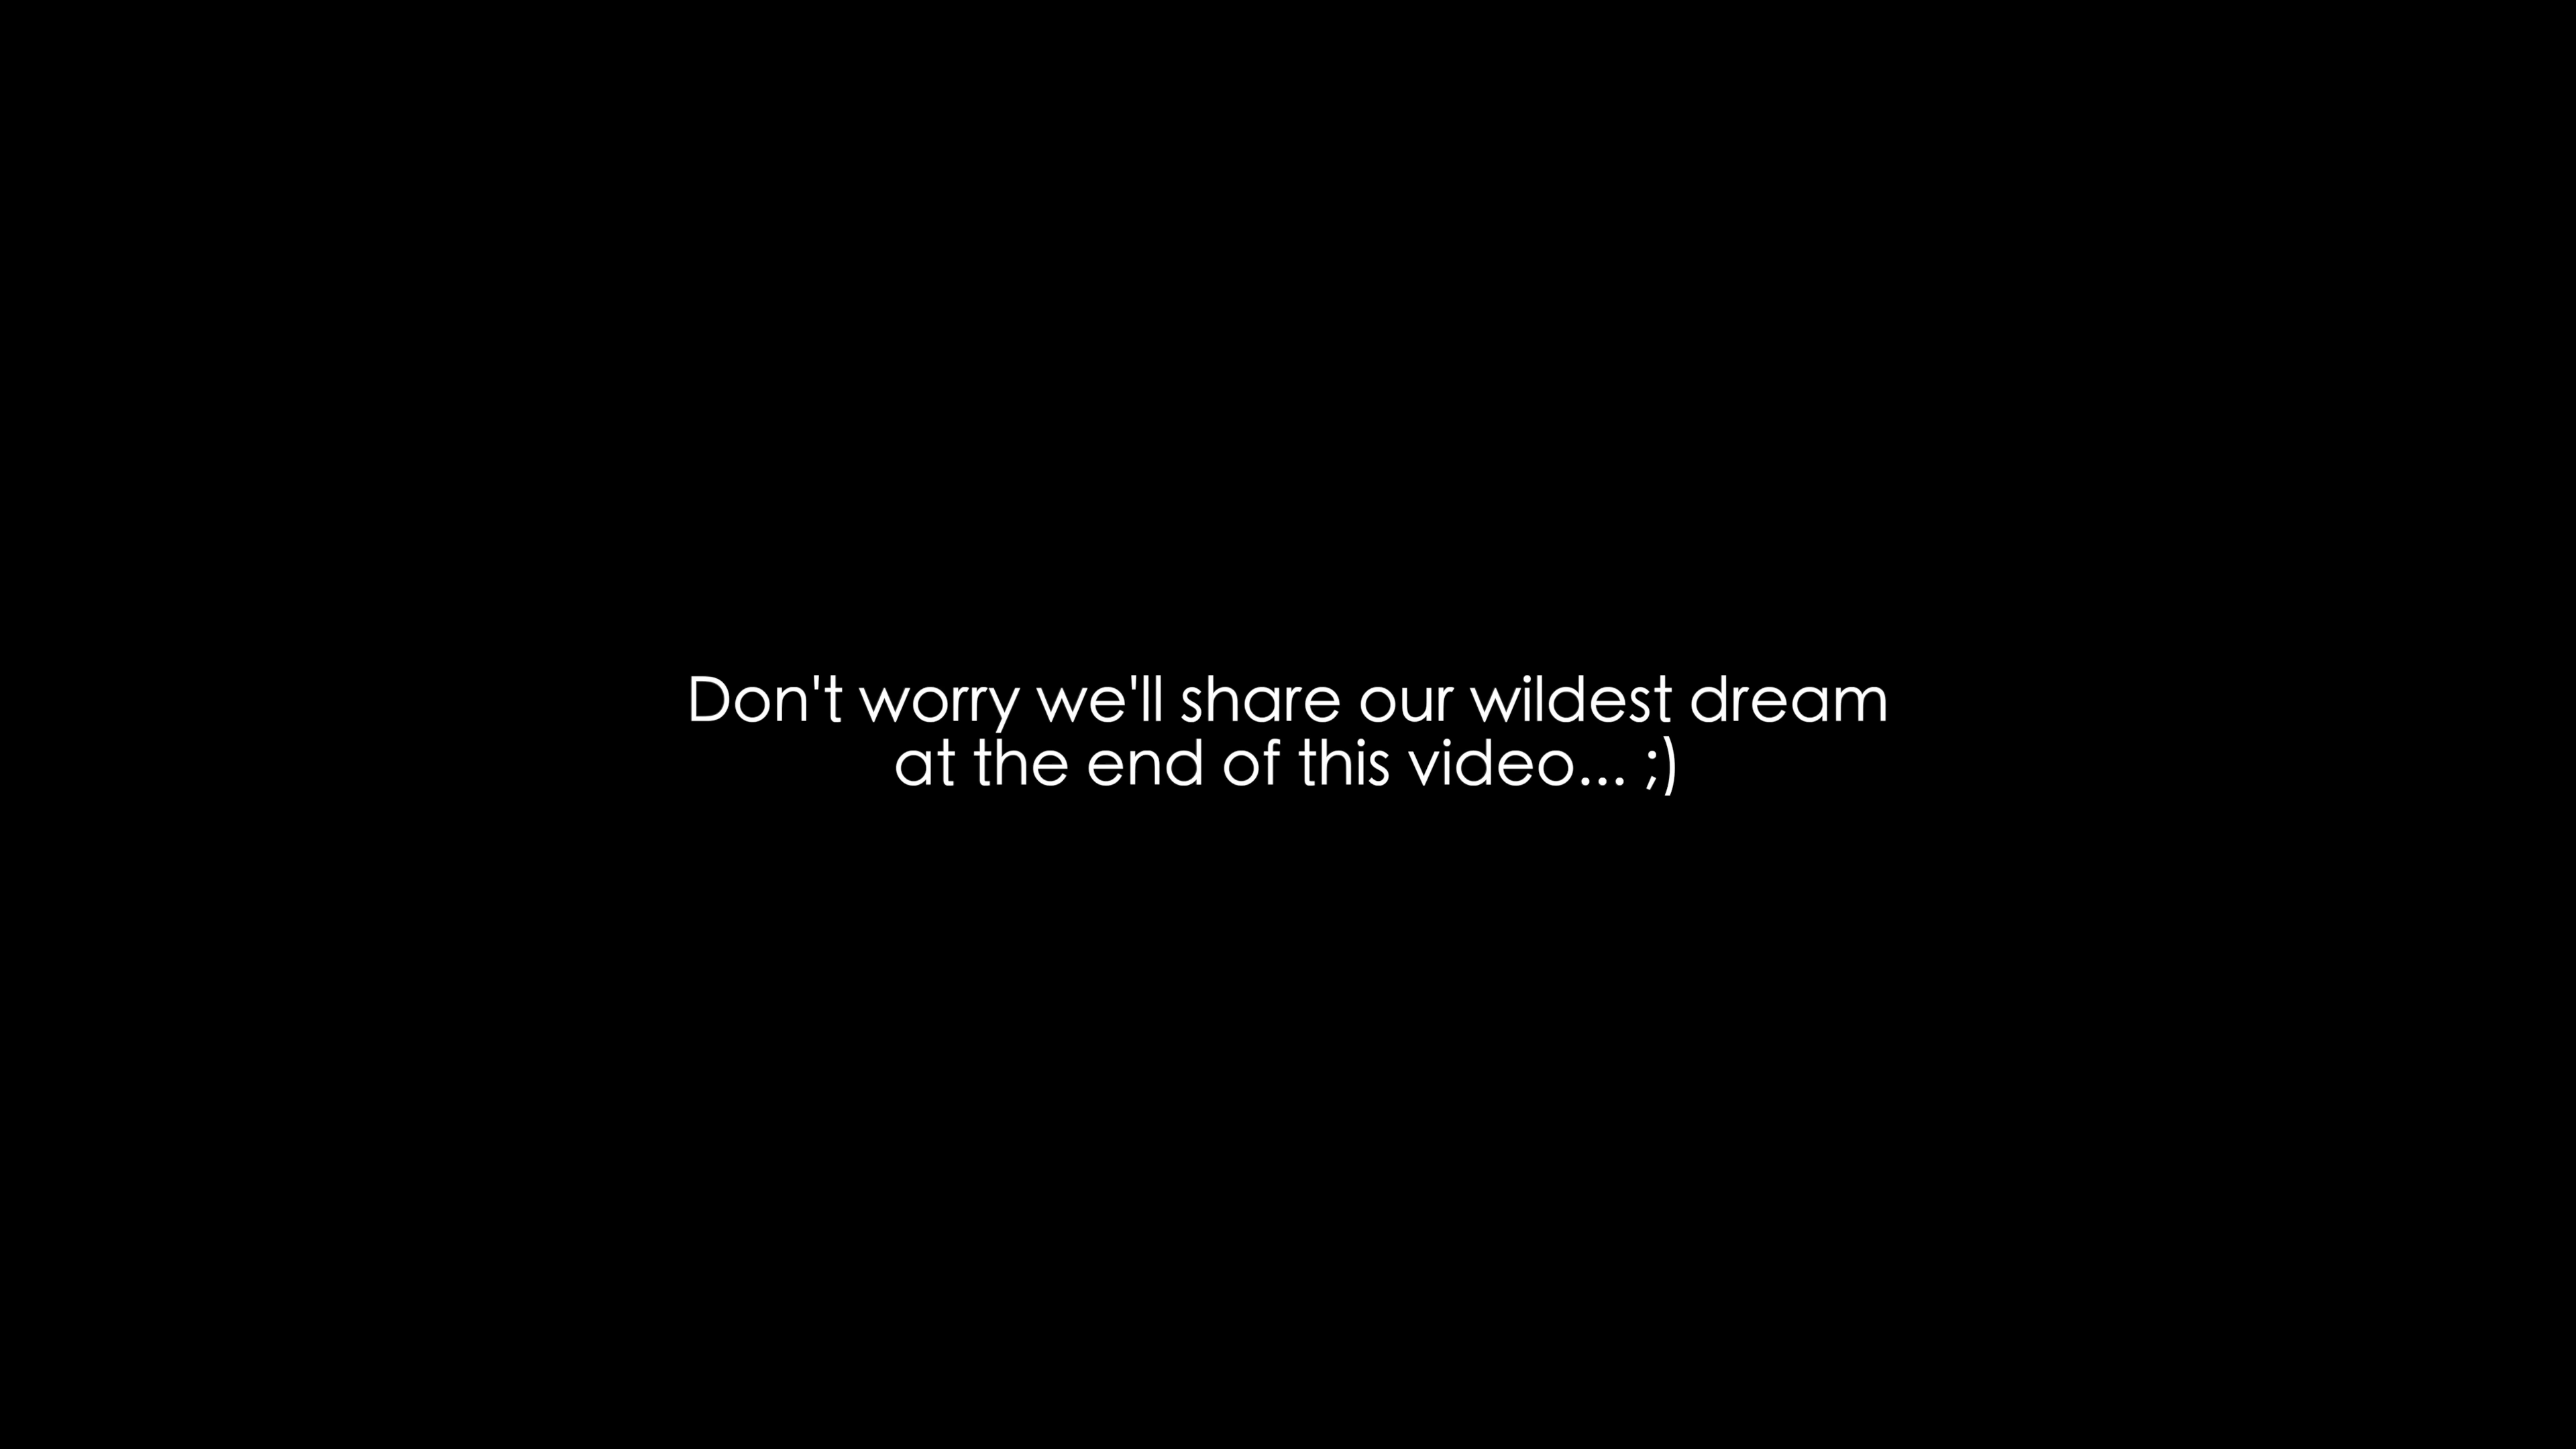 Don't worry we'll share our wildest dream
at the end of this video... ;)